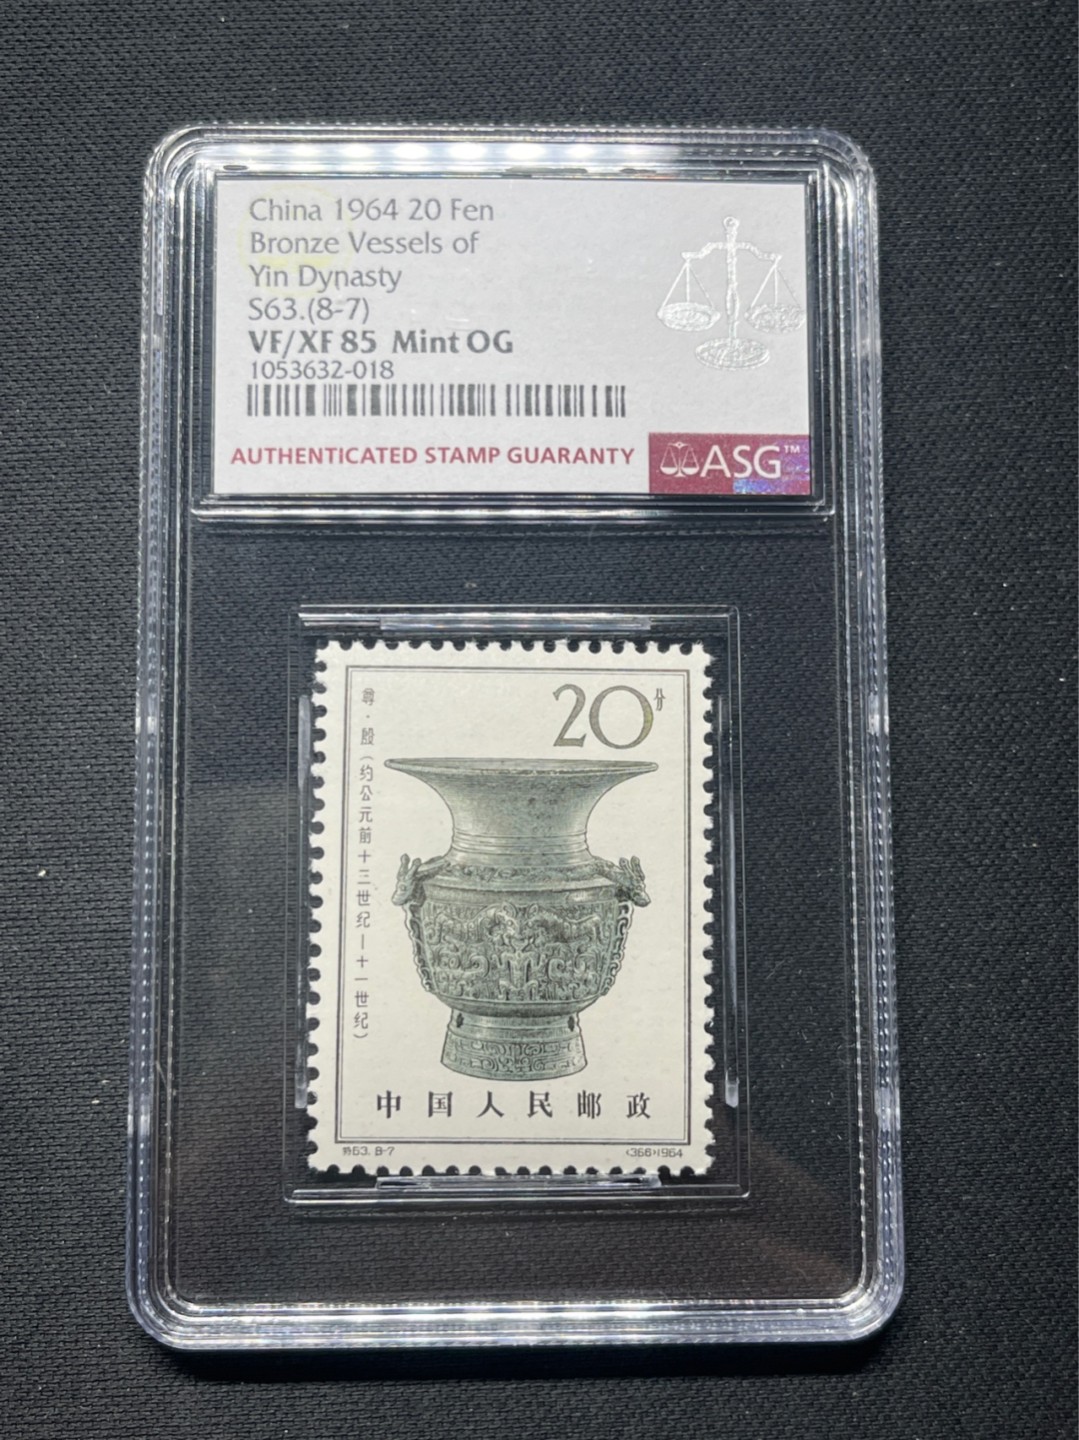 China 1964 20 Fen
Bronze Vessels of
Yin Dynasty
S63.(8-7)
VF/XF 85 Mint OG
1053632-018
AUTHENTICATED STAMP GUARANTY
ASG™
20分
尊·殷(约公元前十三世纪—十一世纪)
中国人民邮政
特63. 8-7
(366)1964